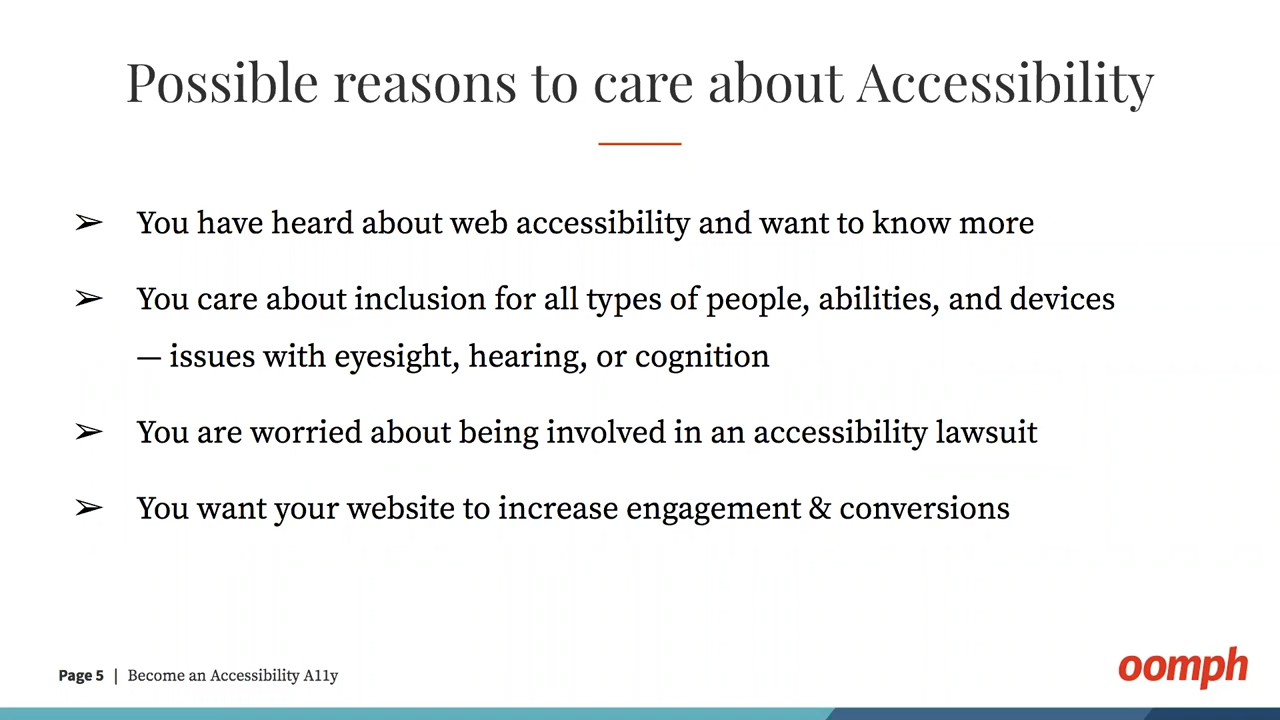 Possible reasons to care about Accessibility
➢ You have heard about web accessibility and want to know more
➢ You care about inclusion for all types of people, abilities, and devices
— issues with eyesight, hearing, or cognition
➢ You are worried about being involved in an accessibility lawsuit
➢ You want your website to increase engagement & conversions
Page 5 | Become an Accessibility A11y
oomph